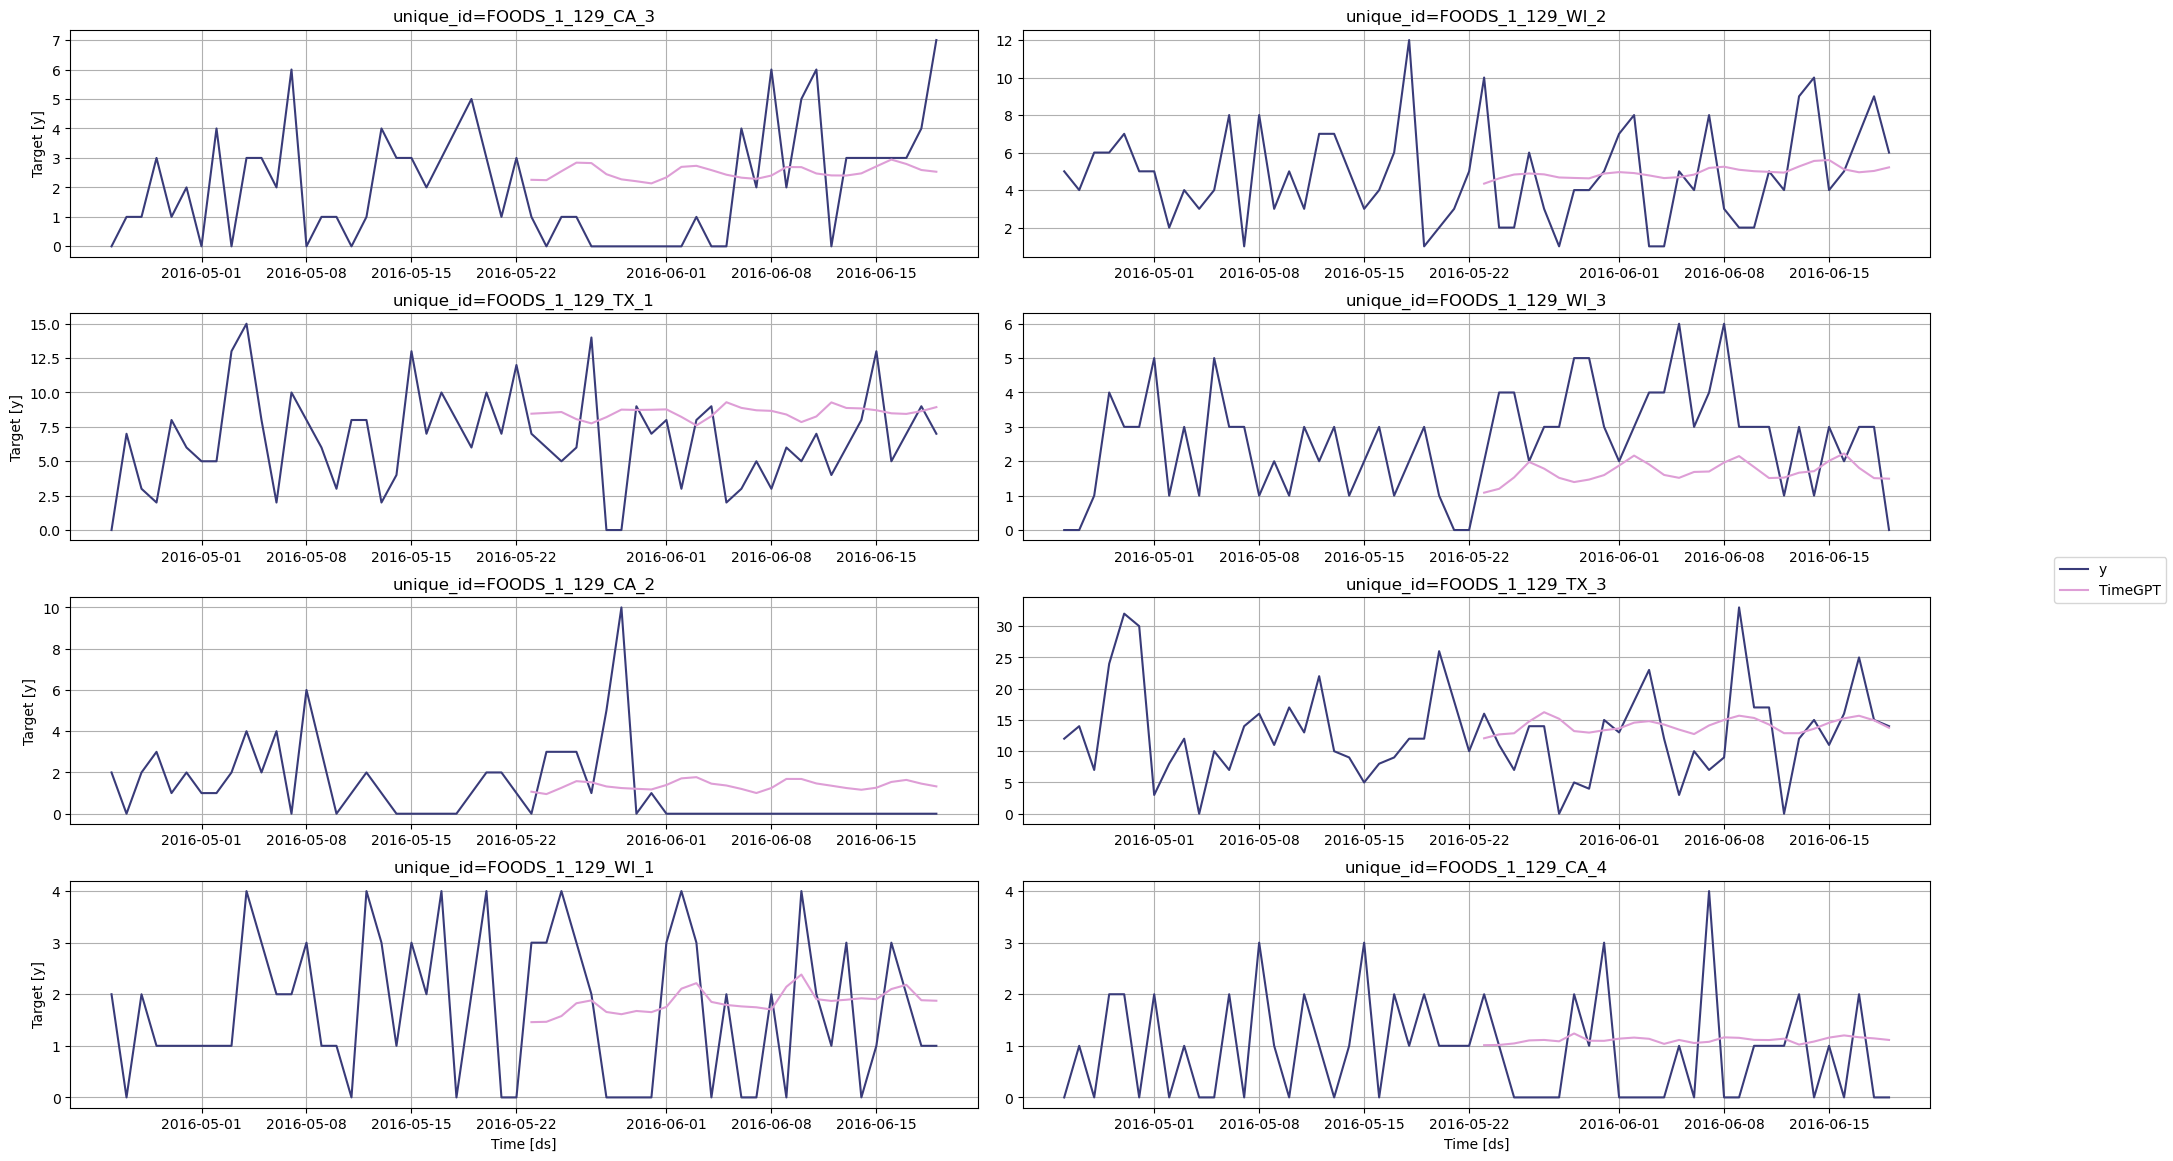 unique_id=FOODS_1_129_CA_3
Target [y]
7
6
5
4
3
2
1
0
2016-05-01 2016-05-08 2016-05-15 2016-05-22 2016-06-01 2016-06-08 2016-06-15
unique_id=FOODS_1_129_WI_2
12
10
8
6
4
2
2016-05-01 2016-05-08 2016-05-15 2016-05-22 2016-06-01 2016-06-08 2016-06-15
unique_id=FOODS_1_129_TX_1
Target [y]
15.0
12.5
10.0
7.5
5.0
2.5
0.0
2016-05-01 2016-05-08 2016-05-15 2016-05-22 2016-06-01 2016-06-08 2016-06-15
unique_id=FOODS_1_129_WI_3
6
5
4
3
2
1
0
2016-05-01 2016-05-08 2016-05-15 2016-05-22 2016-06-01 2016-06-08 2016-06-15
unique_id=FOODS_1_129_CA_2
Target [y]
10
8
6
4
2
0
2016-05-01 2016-05-08 2016-05-15 2016-05-22 2016-06-01 2016-06-08 2016-06-15
unique_id=FOODS_1_129_TX_3
30
25
20
15
10
5
0
2016-05-01 2016-05-08 2016-05-15 2016-05-22 2016-06-01 2016-06-08 2016-06-15
unique_id=FOODS_1_129_WI_1
Target [y]
4
3
2
1
0
2016-05-01 2016-05-08 2016-05-15 2016-05-22 2016-06-01 2016-06-08 2016-06-15
Time [ds]
unique_id=FOODS_1_129_CA_4
4
3
2
1
0
2016-05-01 2016-05-08 2016-05-15 2016-05-22 2016-06-01 2016-06-08 2016-06-15
Time [ds]
y
TimeGPT